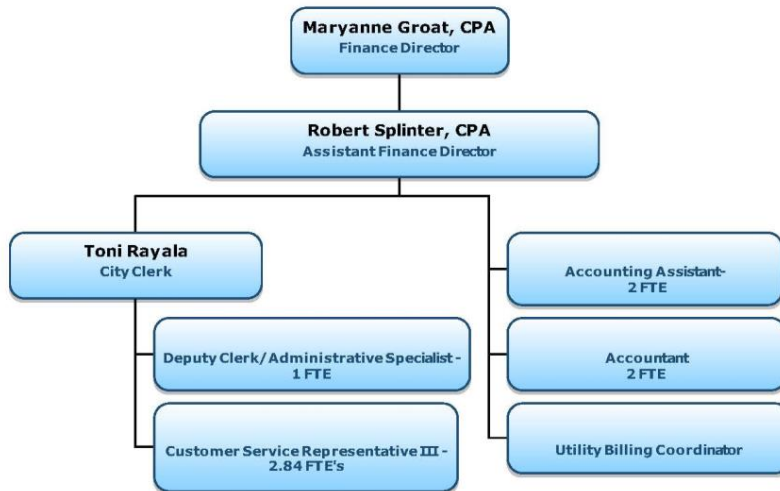 Maryanne Groat, CPA
Finance Director
Robert Splinter, CPA
Assistant Finance Director
Toni Rayala
City Clerk
Deputy Clerk/Administrative Specialist -
1 FTE
Customer Service Representative III -
2.84 FTE's
Accounting Assistant-
2 FTE
Accountant
2 FTE
Utility Billing Coordinator